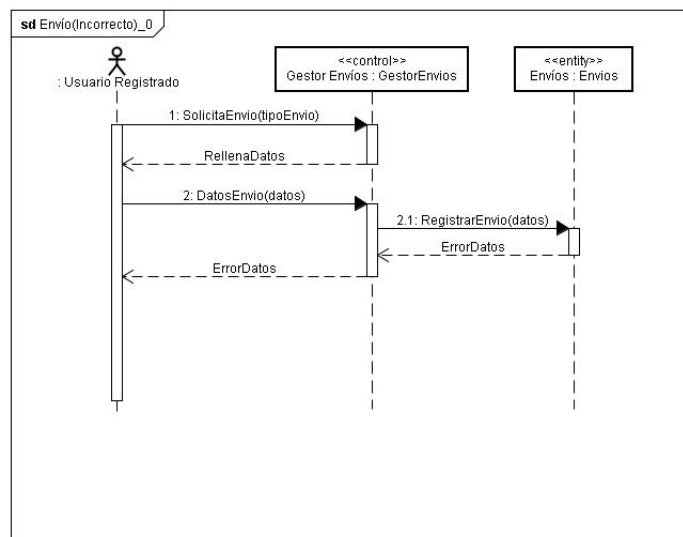 sd Envío(Incorrecto)_0
: Usuario Registrado
<<control>>
Gestor Envíos : GestorEnvios
<<entity>>
Envíos : Envios
1: SolicitaEnvio(tipoEnvio)
RellenaDatos
2: DatosEnvio(datos)
2.1: RegistrarEnvio(datos)
ErrorDatos
ErrorDatos